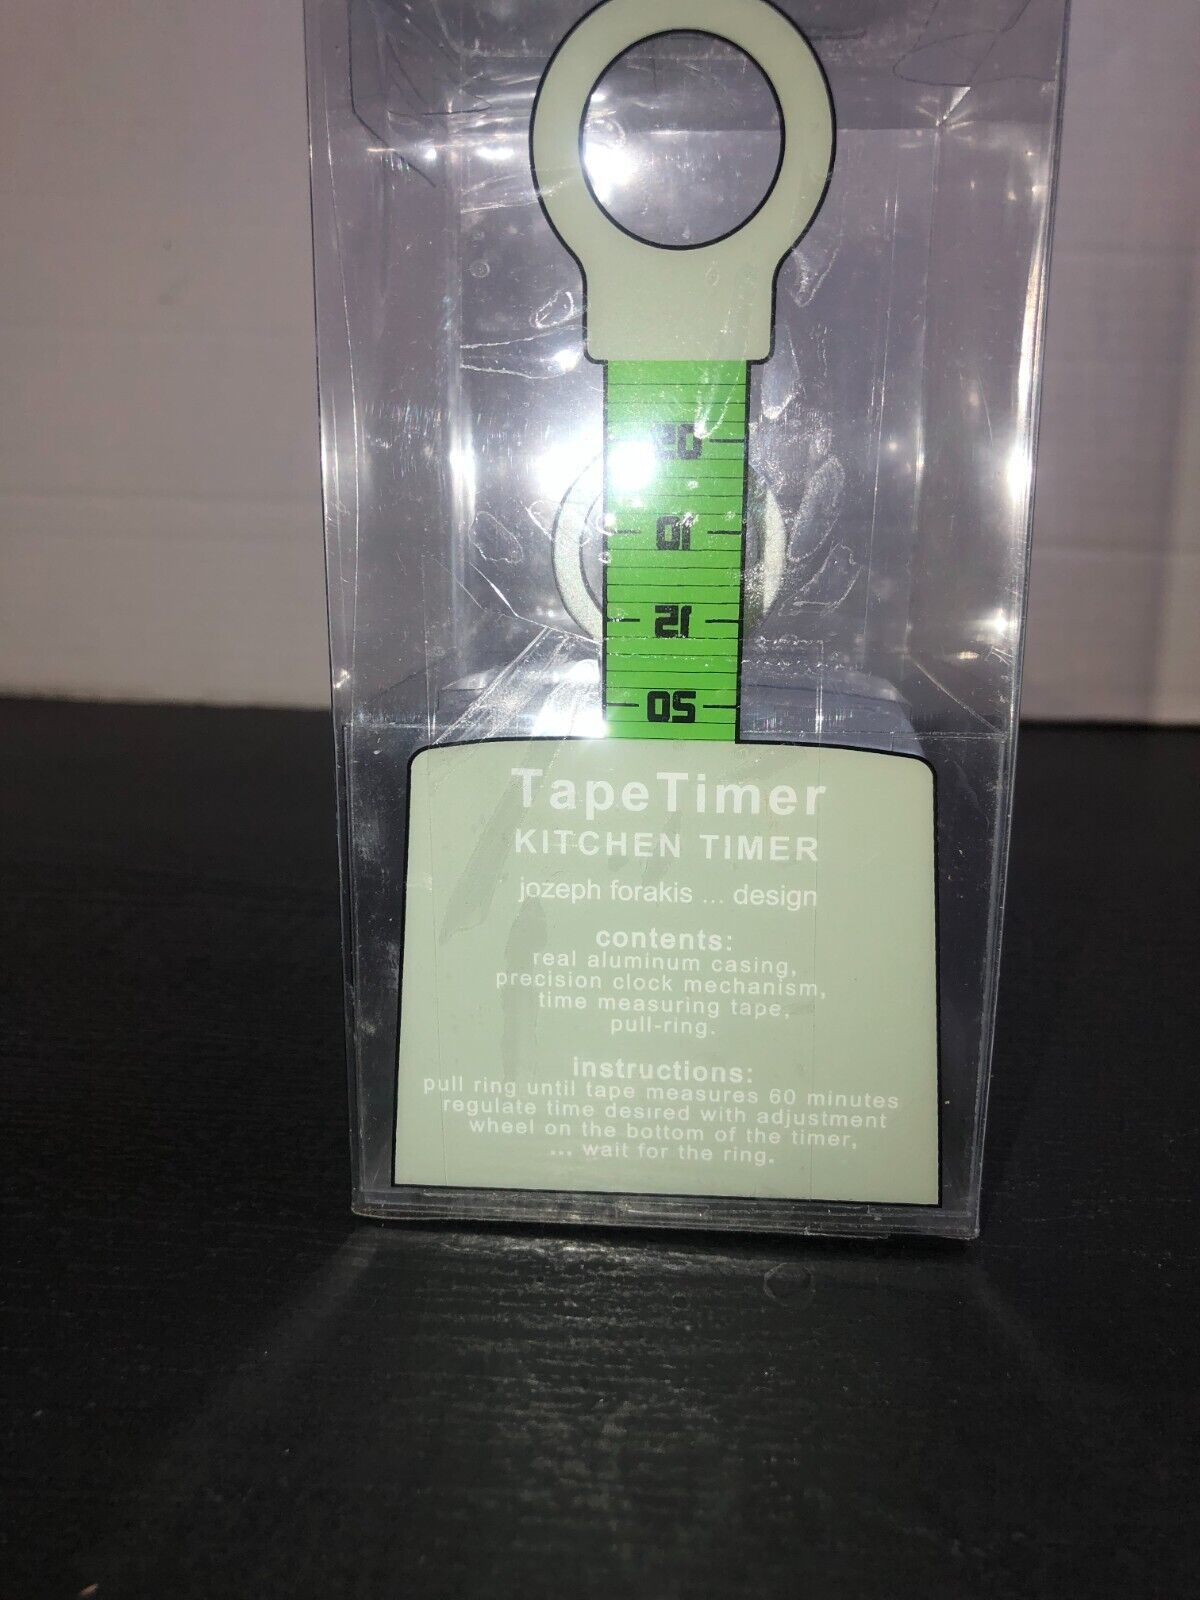 05
10
15
20
TapeTimer
KITCHEN TIMER
jozeph forakis ... design
contents:
real aluminum casing,
precision clock mechanism,
time measuring tape,
pull-ring.
instructions:
pull ring until tape measures 60 minutes
regulate time desired with adjustment
wheel on the bottom of the timer,
... wait for the ring.